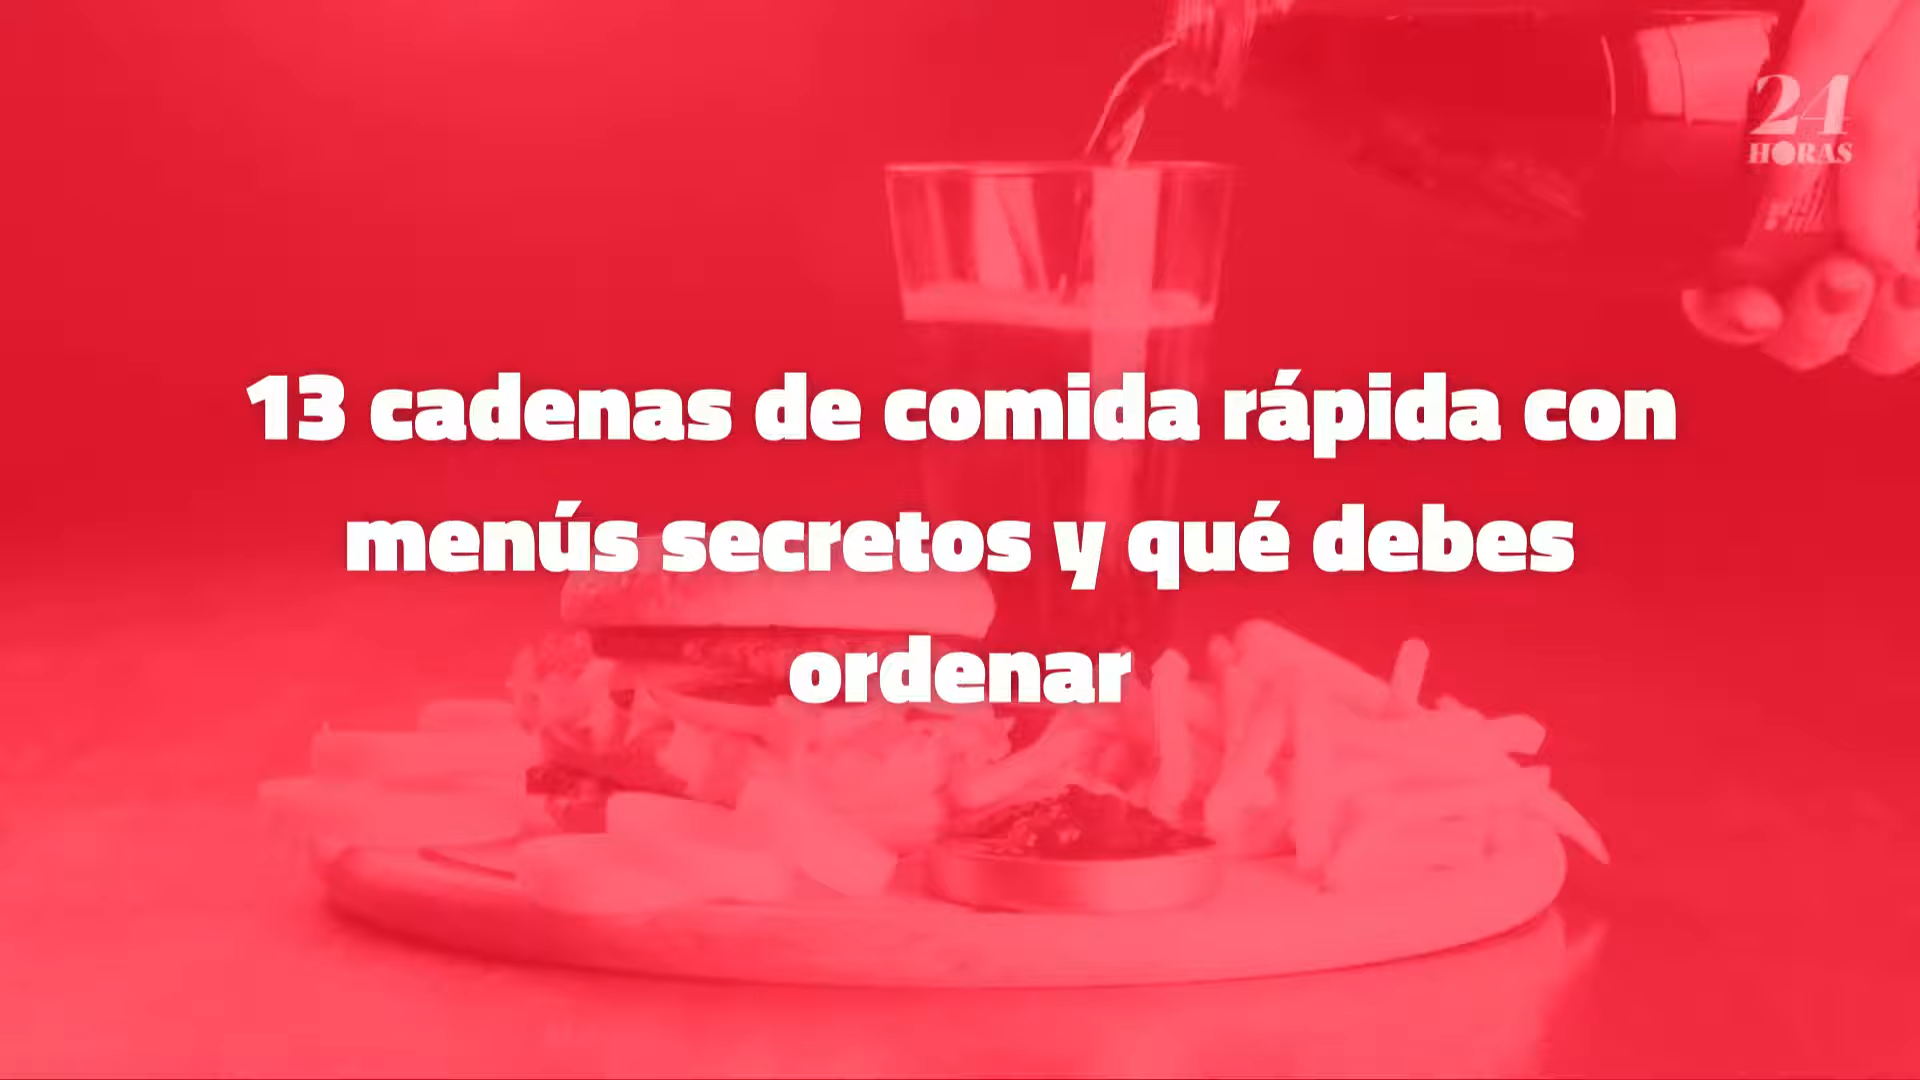 24
HORAS
13 cadenas de comida rápida con
menús secretos y qué debes
ordenar